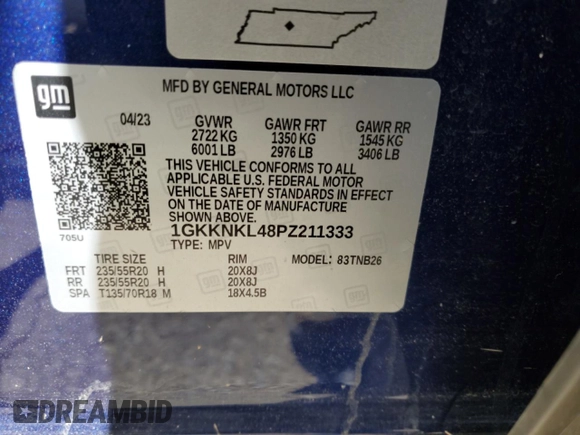 gm
MFD BY GENERAL MOTORS LLC
04/23 GVWR GAWR FRT GAWR RR
2722 KG 1350 KG 1545 KG
6001 LB 2976 LB 3406 LB
THIS VEHICLE CONFORMS TO ALL
APPLICABLE U.S. FEDERAL MOTOR
VEHICLE SAFETY STANDARDS IN EFFECT
ON THE DATE OF MANUFACTURE
SHOWN ABOVE.
705U
1GKKNKL48PZ211333
TYPE: MPV
TIRE SIZE RIM MODEL: 83TNB26
FRT 235/55R20 H 20X8J
RR 235/55R20 H 20X8J
SPA T135/70R18 M 18X4.5B
DREAMBID